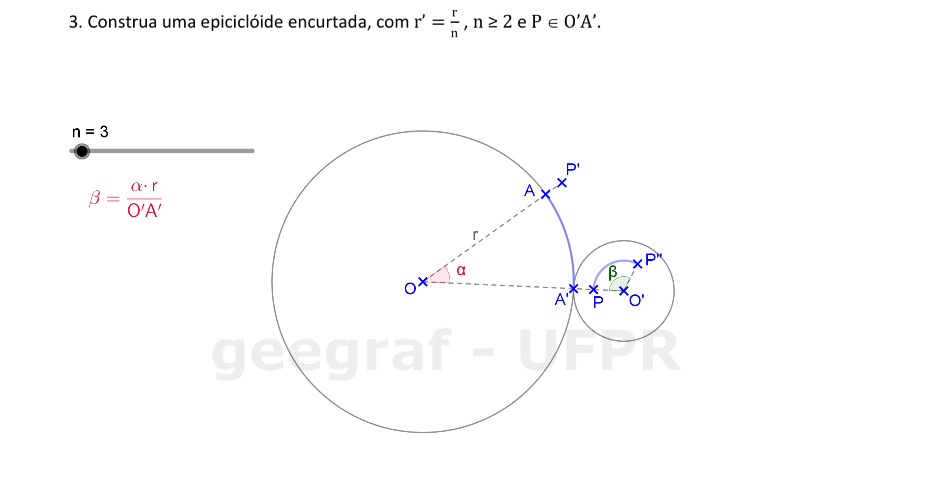 3. Construa uma epiciclóide encurtada, com r' = r/n , n ≥ 2 e P ∈ O'A'.
n = 3
β = α· r / O'A'
P'
A
r
α
O
β
P"
A'
P
O'
geegraf - UFPR